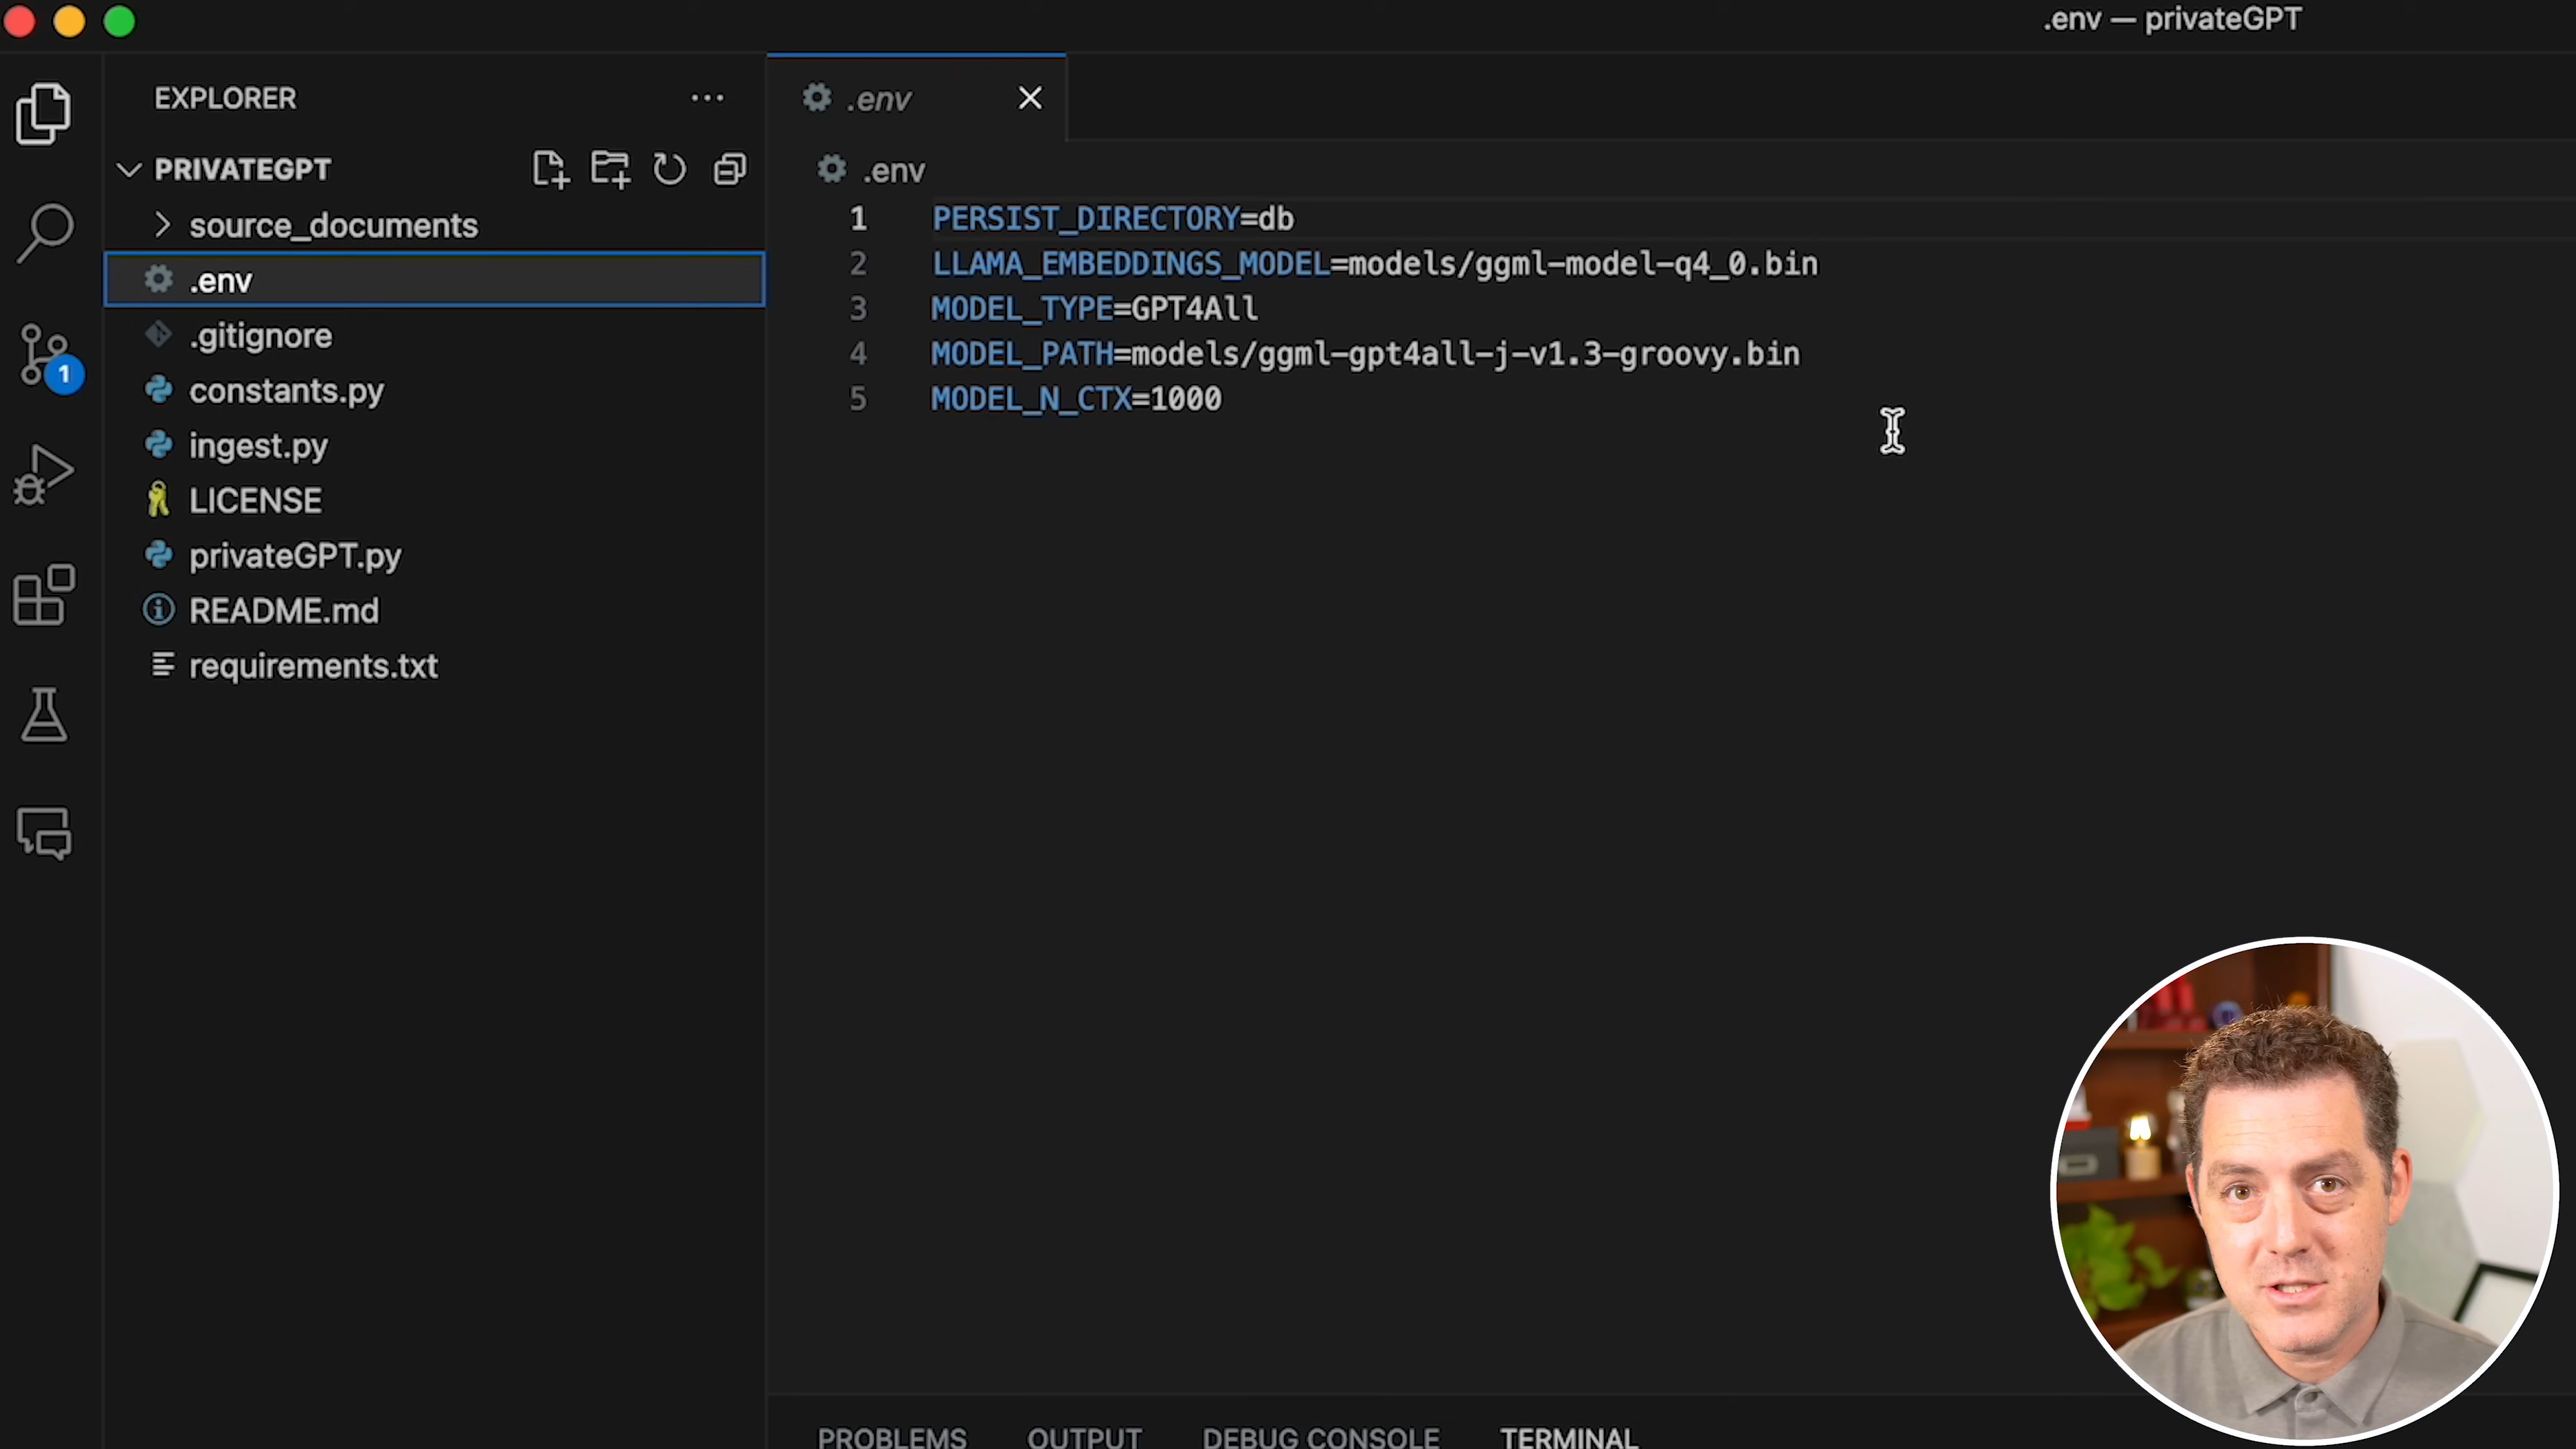 .env — privateGPT
EXPLORER
.env
PRIVATEGPT
.env
source_documents
1 PERSIST_DIRECTORY=db
2 LLAMA_EMBEDDINGS_MODEL=models/ggml-model-q4_0.bin
.env
3 MODEL_TYPE=GPT4All
.gitignore
4 MODEL_PATH=models/ggml-gpt4all-j-v1.3-groovy.bin
1
constants.py
5 MODEL_N_CTX=1000
ingest.py
LICENSE
privateGPT.py
README.md
requirements.txt
PROBLEMS OUTPUT DEBUG CONSOLE TERMINAL